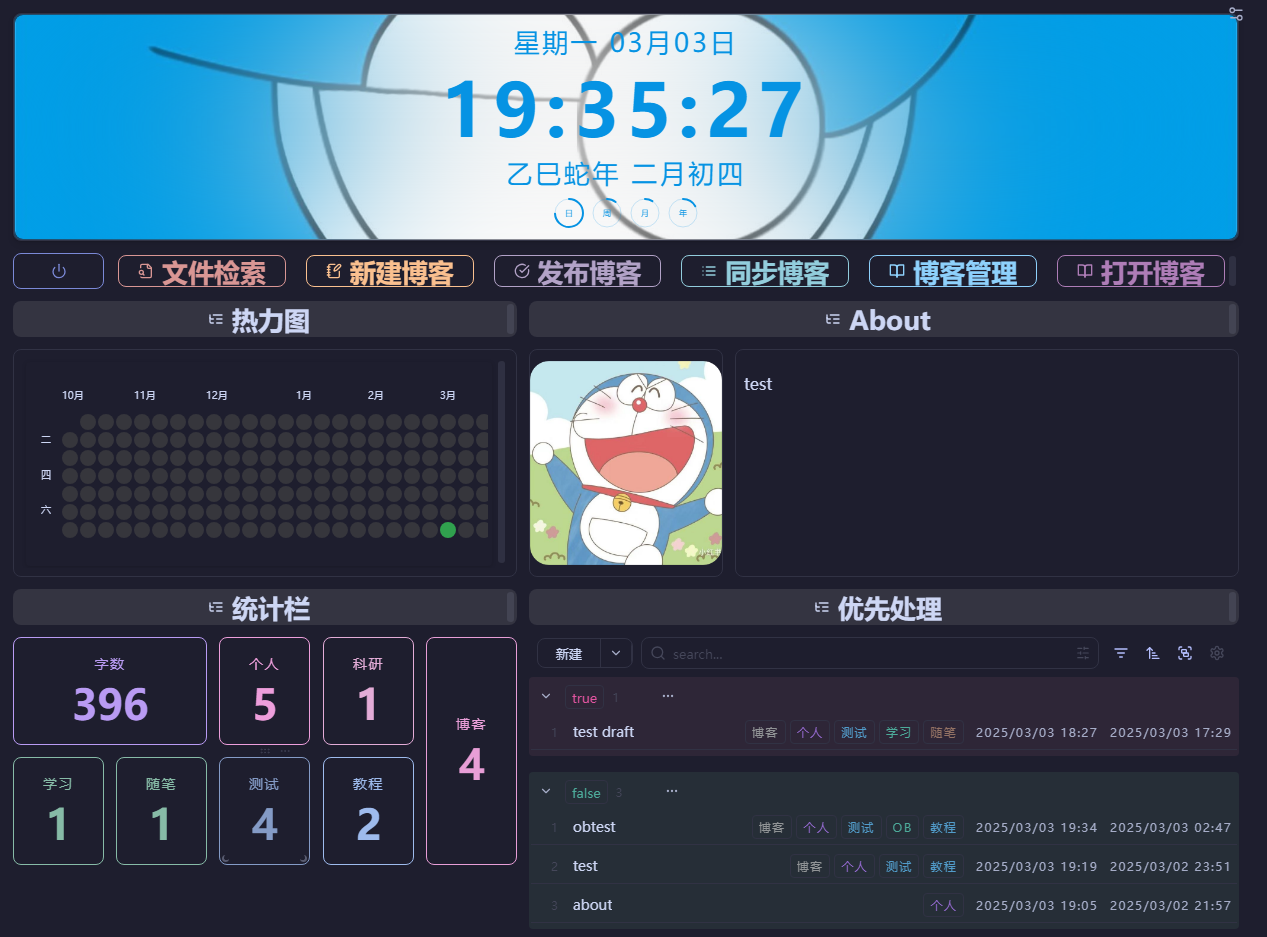 星期一 03月03日
19:35:27
乙巳蛇年 二月初四
日 周 月 年
文件检索 新建博客 发布博客 同步博客 博客管理 打开博客
热力图
10月 11月 12月 1月 2月 3月
二
四
六
About
test
统计栏
字数
396
个人
5
科研
1
博客
4
学习
1
随笔
1
测试
4
教程
2
优先处理
新建 search...
true 1 ...
1 test draft 博客 个人 测试 学习 随笔 2025/03/03 18:27 2025/03/03 17:29
false 3 ...
1 obtest 博客 个人 测试 OB 教程 2025/03/03 19:34 2025/03/03 02:47
2 test 博客 个人 测试 教程 2025/03/03 19:19 2025/03/02 23:51
3 about 个人 2025/03/03 19:05 2025/03/02 21:57